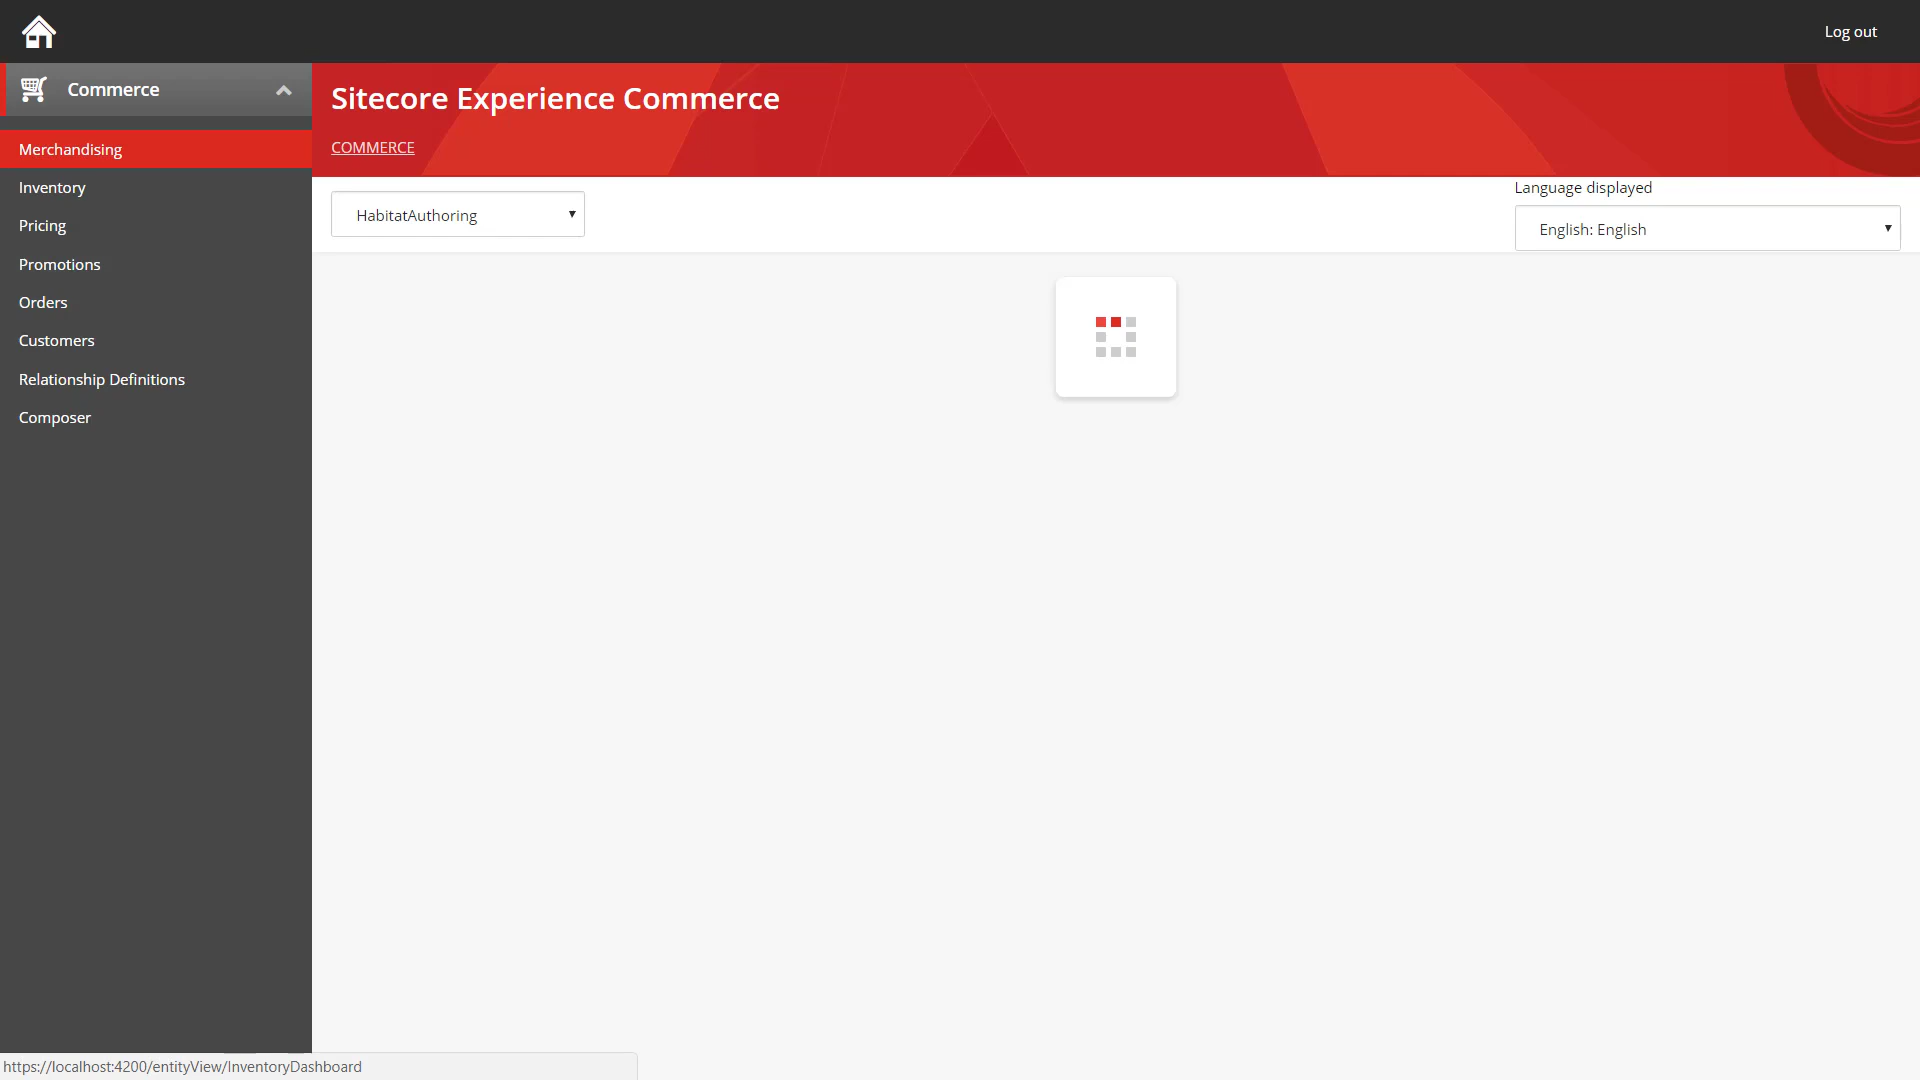 Log out
Commerce
Sitecore Experience Commerce
COMMERCE
Merchandising
Inventory
Pricing
Promotions
Orders
Customers
Relationship Definitions
Composer
HabitatAuthoring
Language displayed
English: English
https://localhost:4200/entityView/InventoryDashboard